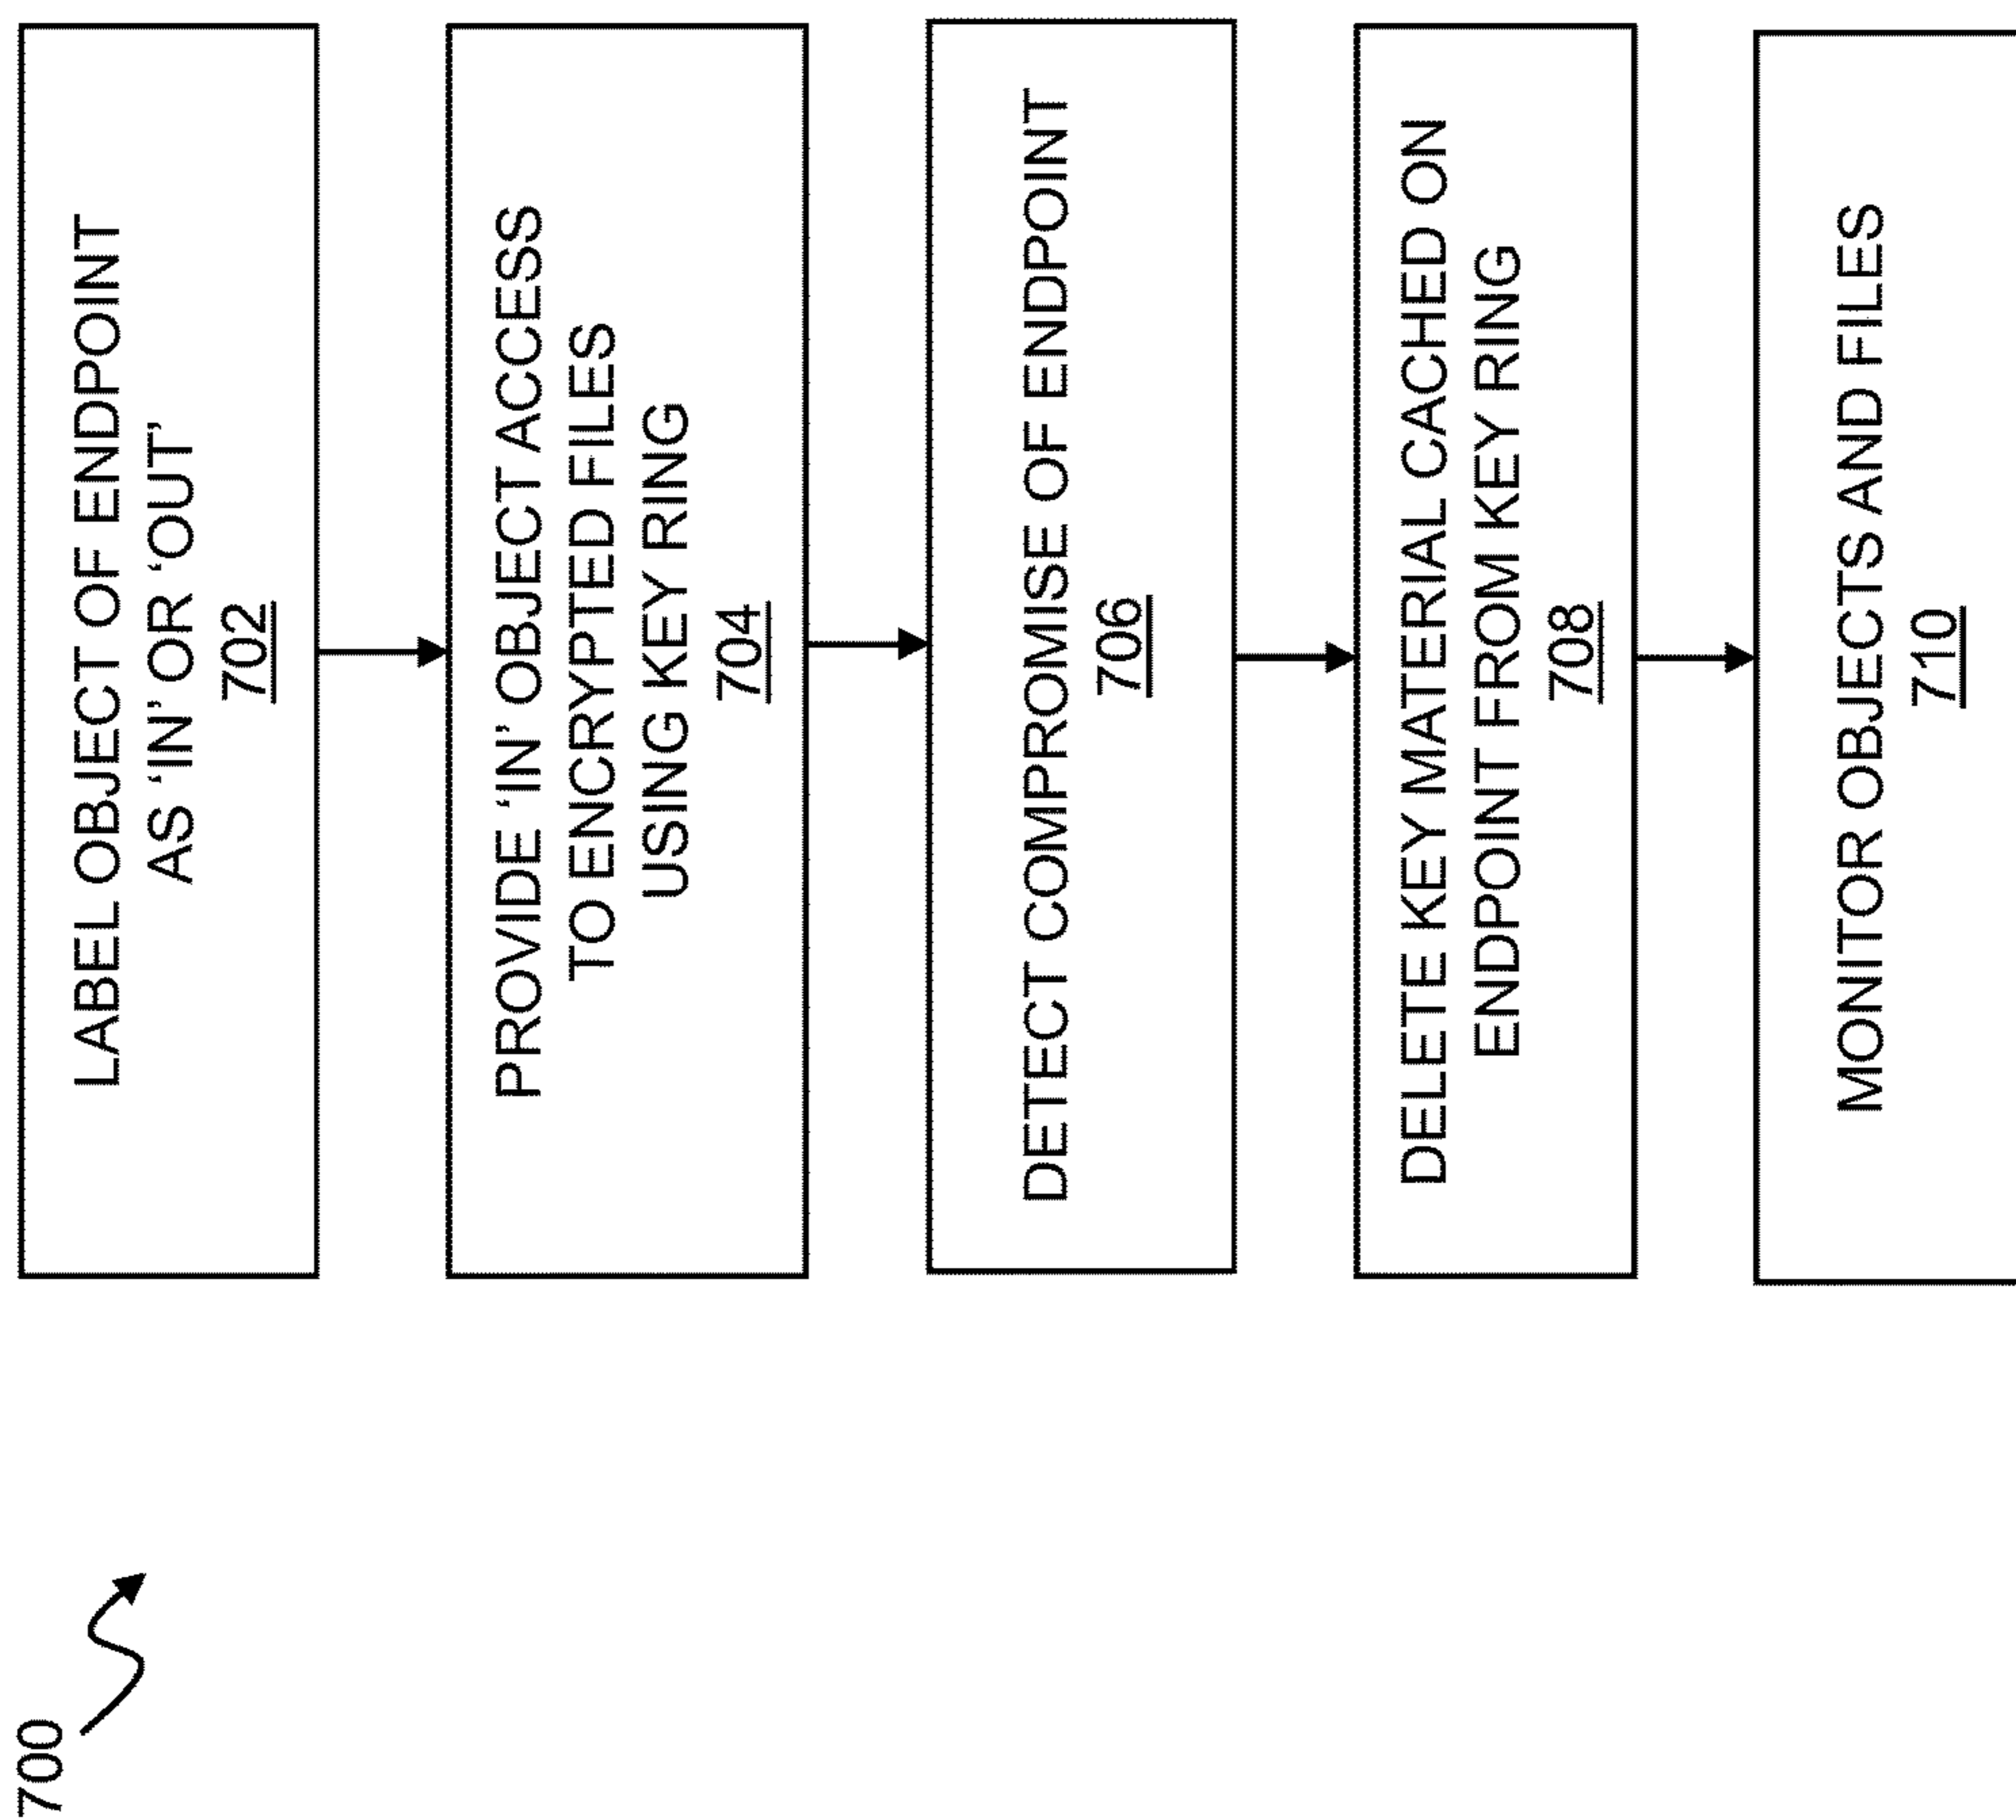 700
LABEL OBJECT OF ENDPOINT
AS ‘IN’ OR ‘OUT’
702
PROVIDE ‘IN’ OBJECT ACCESS
TO ENCRYPTED FILES
USING KEY RING
704
DETECT COMPROMISE OF ENDPOINT
706
DELETE KEY MATERIAL CACHED ON
ENDPOINT FROM KEY RING
708
MONITOR OBJECTS AND FILES
710